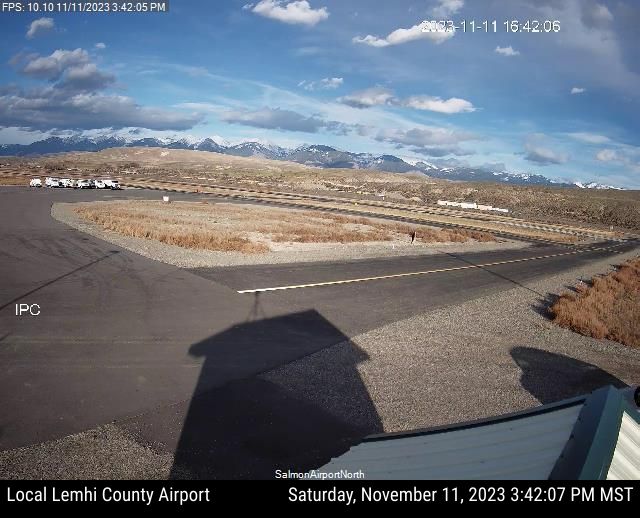 FPS: 10.10 11/11/2023 3:42:05 PM
2023-11-11 16:42:06
IPC
SalmonAirportNorth
Local Lemhi County Airport
Saturday, November 11, 2023 3:42:07 PM MST